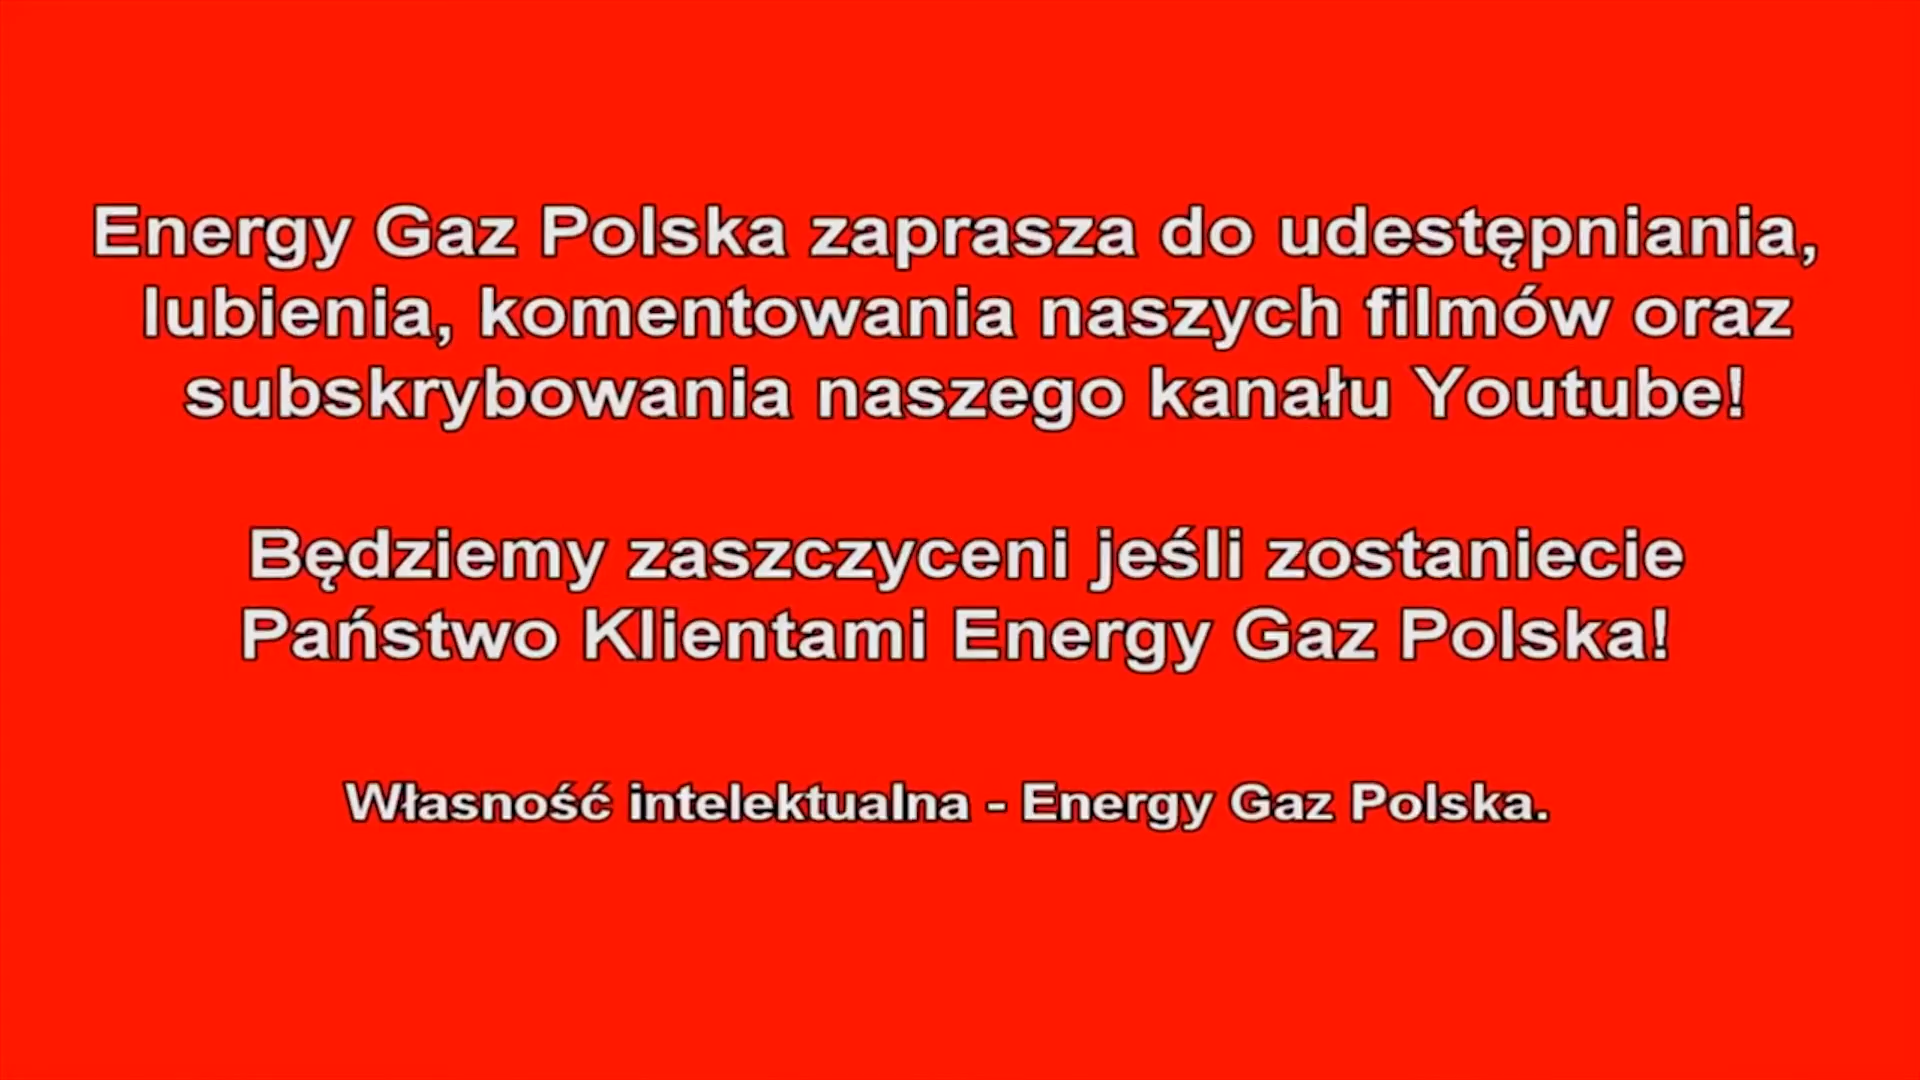 Energy Gaz Polska zaprasza do udestępniania,
lubienia, komentowania naszych filmów oraz
subskrybowania naszego kanału Youtube!
Będziemy zaszczyceni jeśli zostaniecie
Państwo Klientami Energy Gaz Polska!
Własność intelektualna - Energy Gaz Polska.